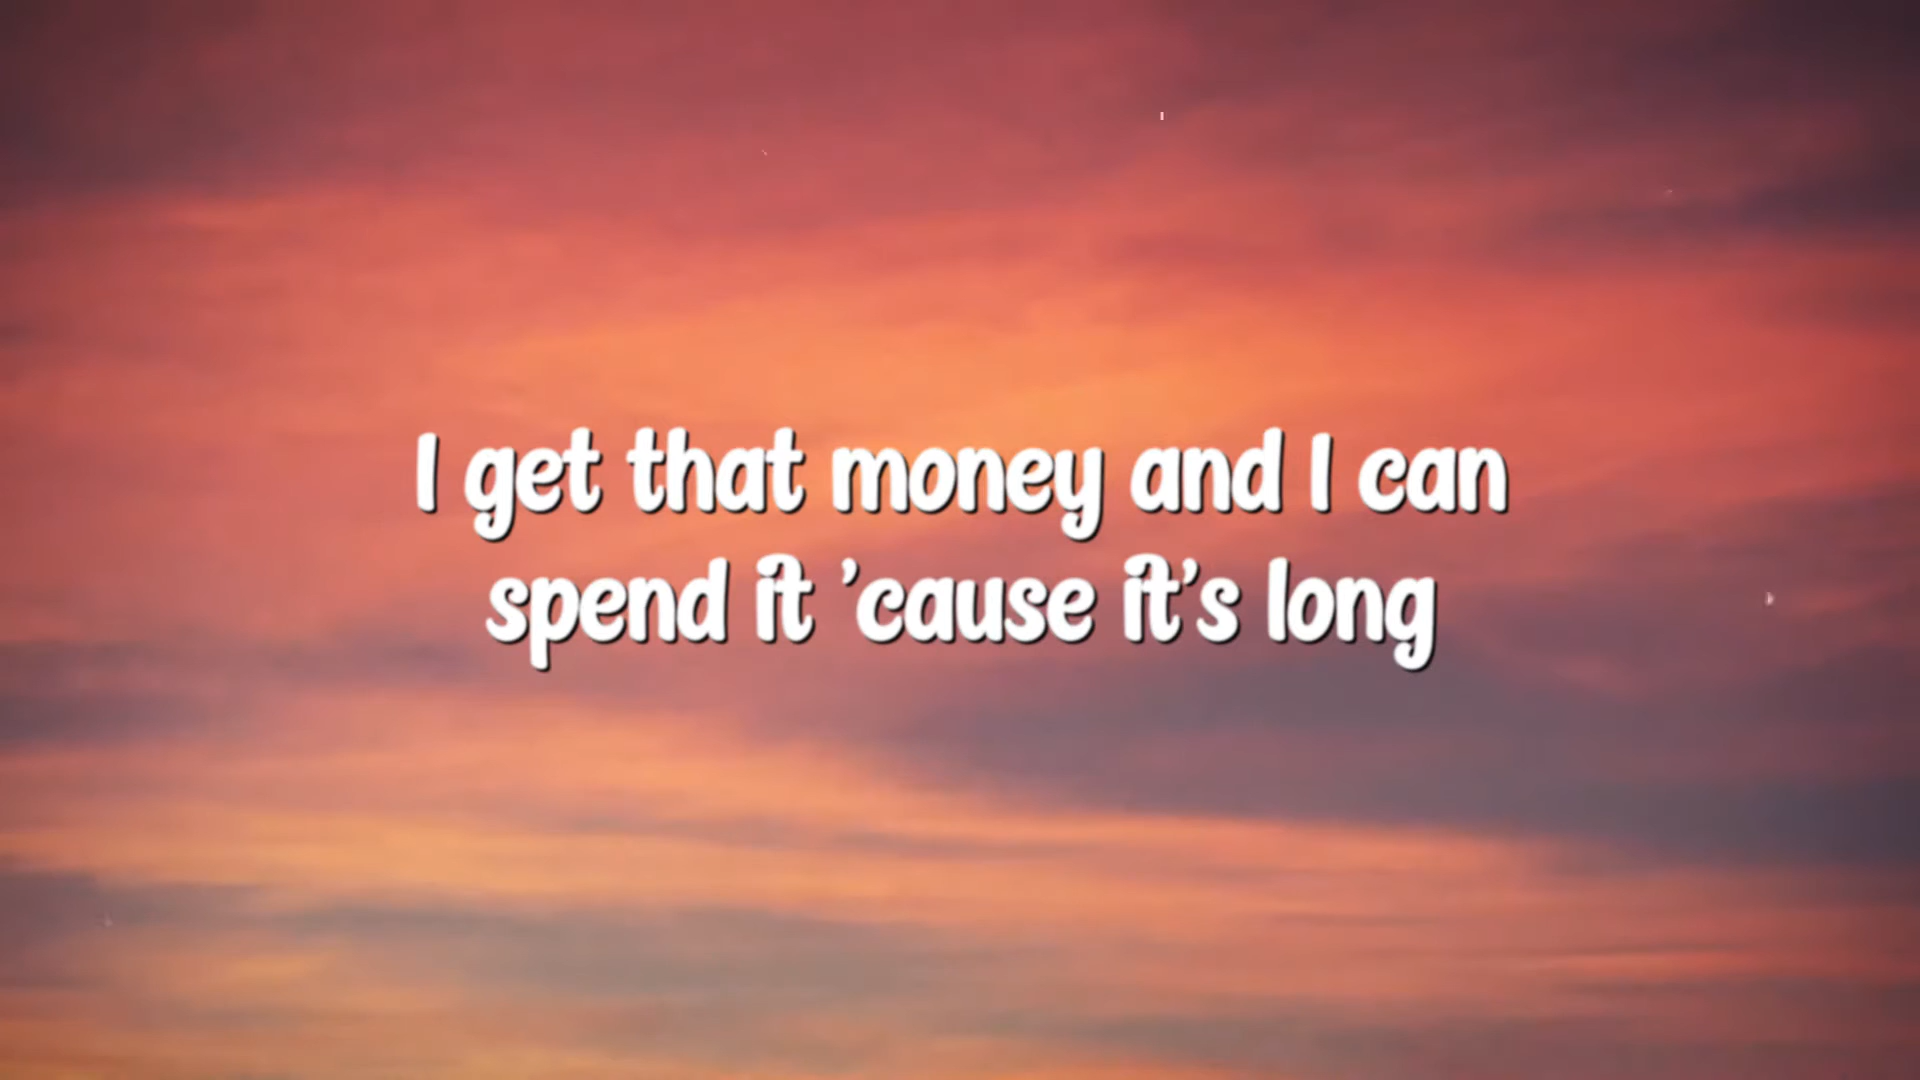 I get that money and I can
spend it ’cause it’s long